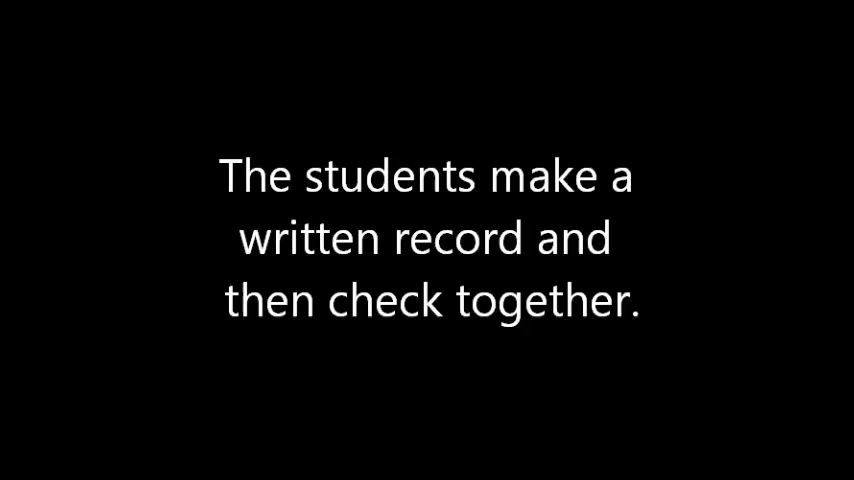 The students make a
written record and
then check together.